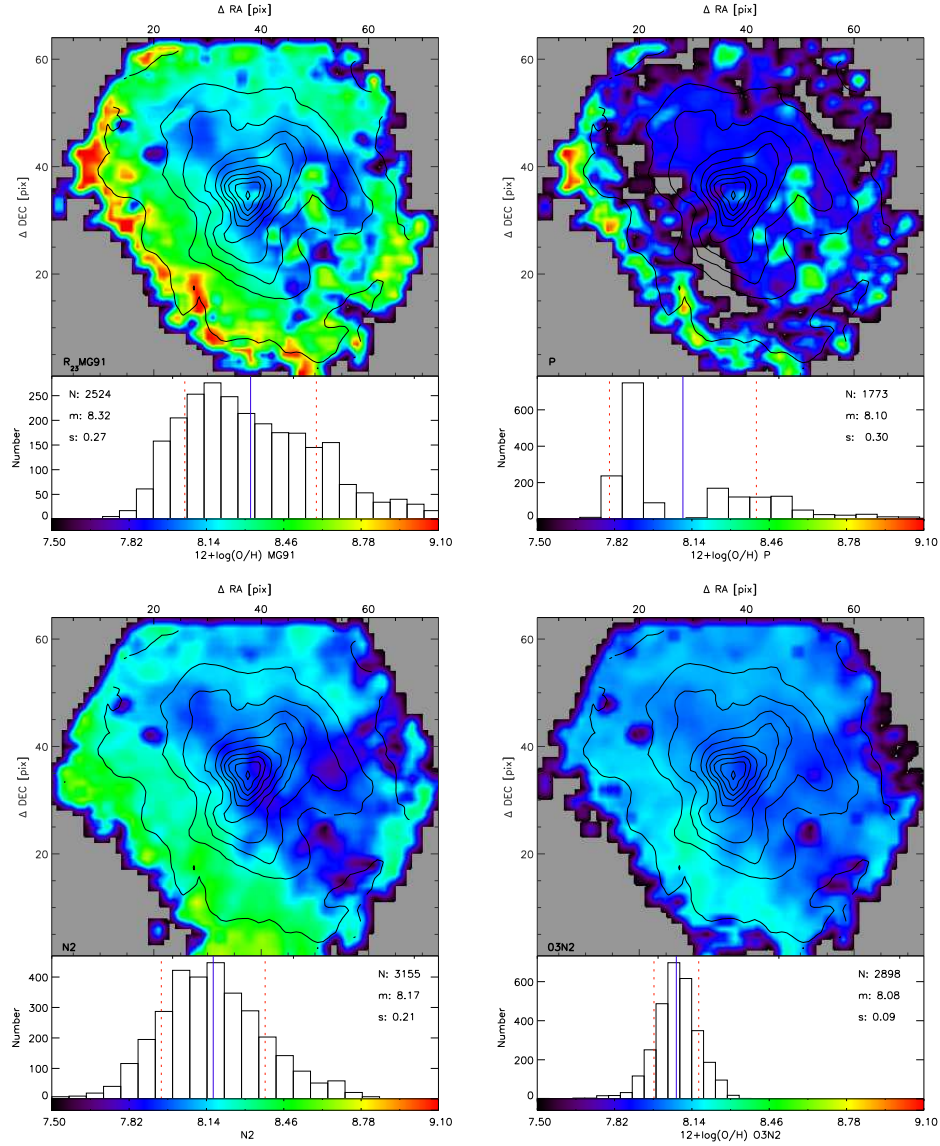 Δ RA [pix]
20 40 60
60
40
20
Δ DEC [pix]
R23MG91
250
200
150
100
50
0
Number
N: 2524
m: 8.32
s: 0.27
7.50 7.82 8.14 8.46 8.78 9.10
12+log(O/H) MG91
Δ RA [pix]
20 40 60
60
40
20
Δ DEC [pix]
P
600
400
200
0
Number
N: 1773
m: 8.10
s: 0.30
7.50 7.82 8.14 8.46 8.78 9.10
12+log(O/H) P
Δ RA [pix]
20 40 60
60
40
20
Δ DEC [pix]
N2
400
300
200
100
0
Number
N: 3155
m: 8.17
s: 0.21
7.50 7.82 8.14 8.46 8.78 9.10
N2
Δ RA [pix]
20 40 60
60
40
20
Δ DEC [pix]
O3N2
600
400
200
0
Number
N: 2898
m: 8.08
s: 0.09
7.50 7.82 8.14 8.46 8.78 9.10
12+log(O/H) O3N2